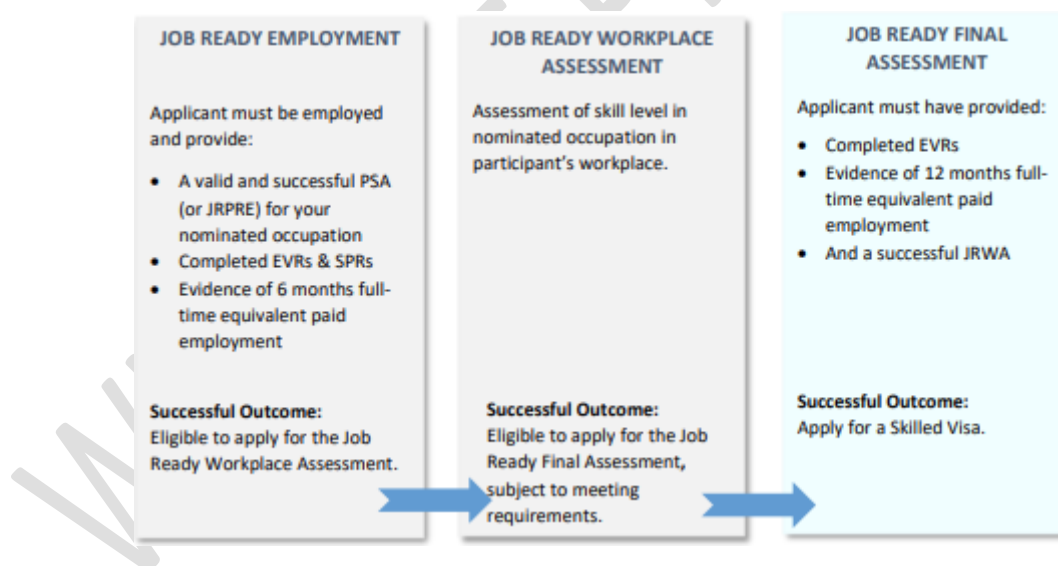 JOB READY EMPLOYMENT
Applicant must be employed
and provide:
• A valid and successful PSA
(or JRPRE) for your
nominated occupation
• Completed EVRs & SPRs
• Evidence of 6 months full-
time equivalent paid
employment
Successful Outcome:
Eligible to apply for the Job
Ready Workplace Assessment.
JOB READY WORKPLACE
ASSESSMENT
Assessment of skill level in
nominated occupation in
participant's workplace.
Successful Outcome:
Eligible to apply for the Job
Ready Final Assessment,
subject to meeting
requirements.
JOB READY FINAL
ASSESSMENT
Applicant must have provided:
• Completed EVRs
• Evidence of 12 months full-
time equivalent paid
employment
• And a successful JRWA
Successful Outcome:
Apply for a Skilled Visa.